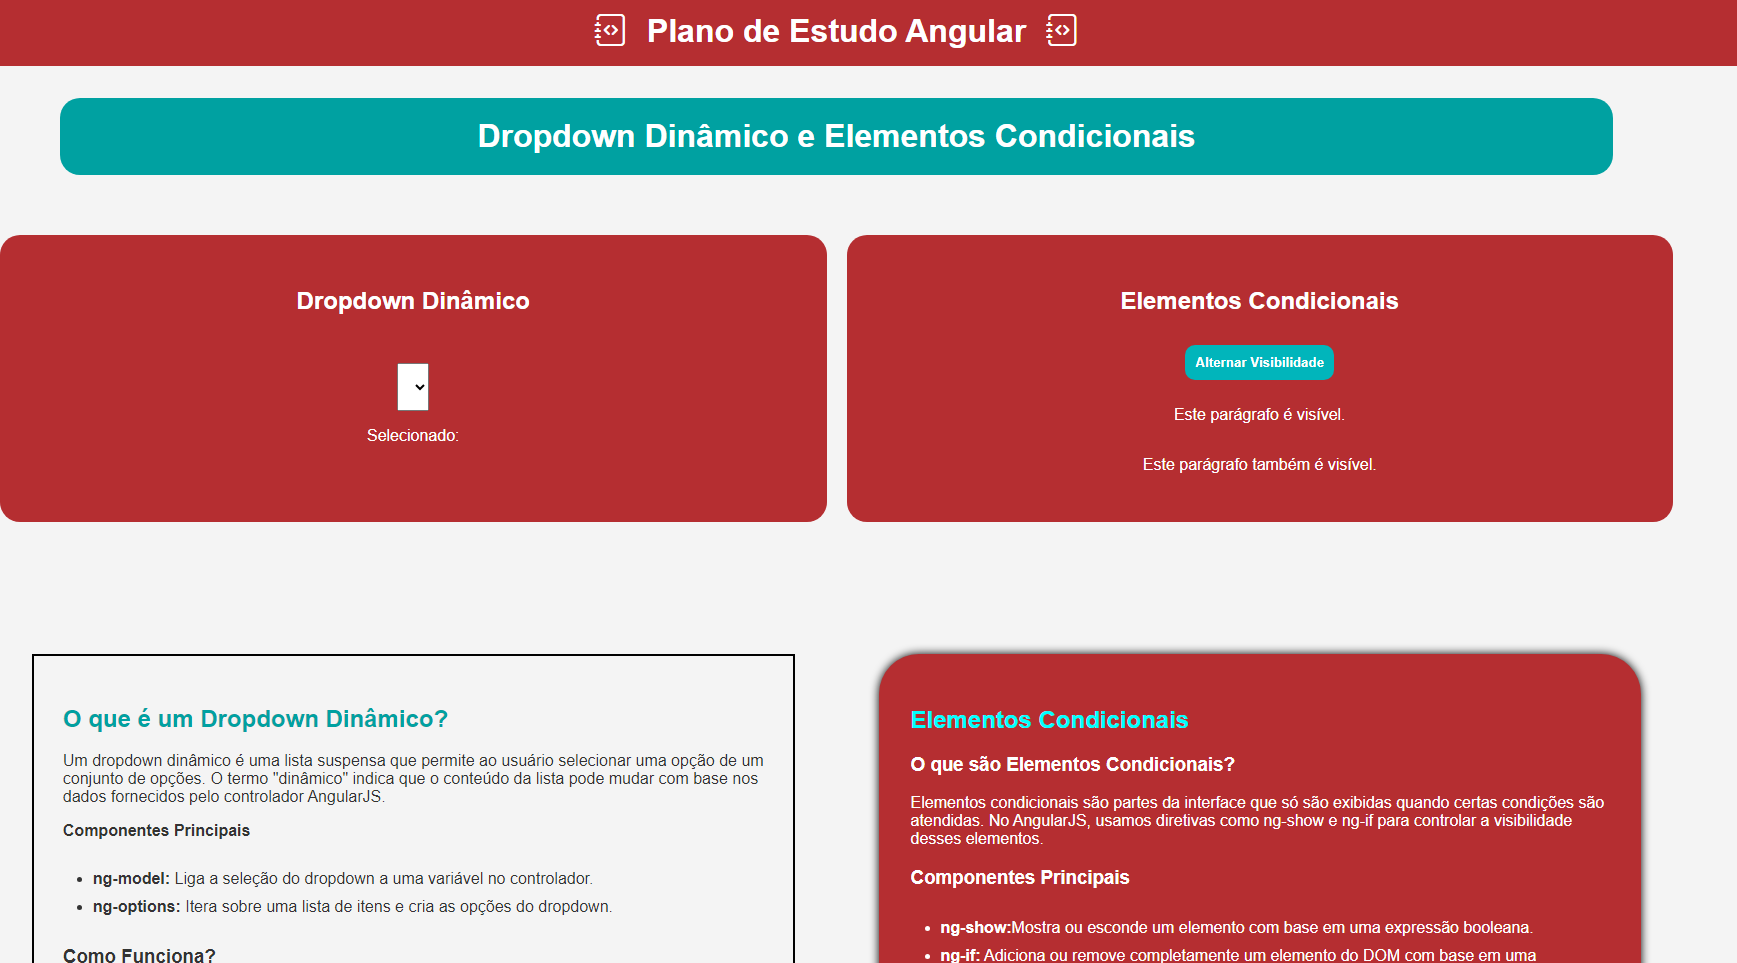 Plano de Estudo Angular
Dropdown Dinâmico e Elementos Condicionais
Dropdown Dinâmico
Selecionado:
Elementos Condicionais
Alternar Visibilidade
Este parágrafo é visível.
Este parágrafo também é visível.
O que é um Dropdown Dinâmico?
Um dropdown dinâmico é uma lista suspensa que permite ao usuário selecionar uma opção de um
conjunto de opções. O termo "dinâmico" indica que o conteúdo da lista pode mudar com base nos
dados fornecidos pelo controlador AngularJS.
Componentes Principais
• ng-model: Liga a seleção do dropdown a uma variável no controlador.
• ng-options: Itera sobre uma lista de itens e cria as opções do dropdown.
Como Funciona?
Elementos Condicionais
O que são Elementos Condicionais?
Elementos condicionais são partes da interface que só são exibidas quando certas condições são
atendidas. No AngularJS, usamos diretivas como ng-show e ng-if para controlar a visibilidade
desses elementos.
Componentes Principais
• ng-show:Mostra ou esconde um elemento com base em uma expressão booleana.
• ng-if: Adiciona ou remove completamente um elemento do DOM com base em uma